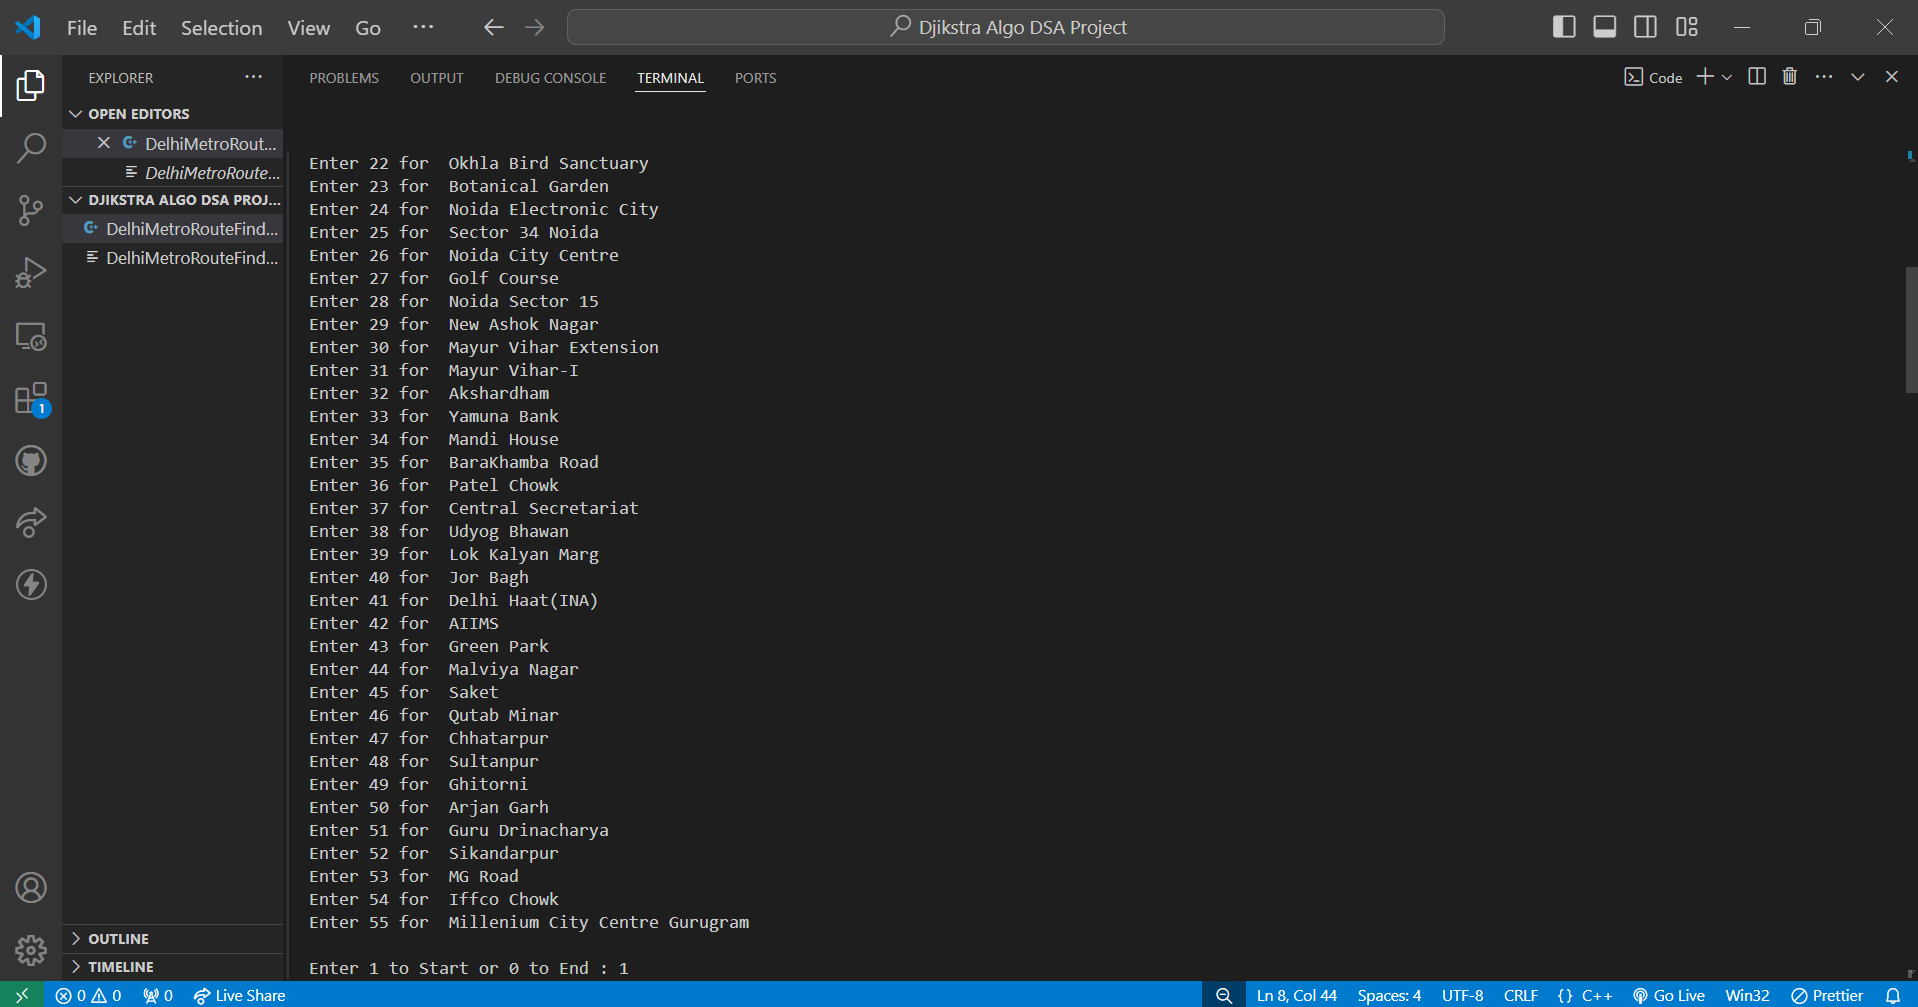 File Edit Selection View Go ···
Djikstra Algo DSA Project
EXPLORER ···
OPEN EDITORS
DelhiMetroRout...
DelhiMetroRoute...
DJIKSTRA ALGO DSA PROJ...
DelhiMetroRouteFind...
DelhiMetroRouteFind...
OUTLINE
TIMELINE
1
PROBLEMS OUTPUT DEBUG CONSOLE TERMINAL PORTS
Code
Enter 22 for  Okhla Bird Sanctuary
Enter 23 for  Botanical Garden
Enter 24 for  Noida Electronic City
Enter 25 for  Sector 34 Noida
Enter 26 for  Noida City Centre
Enter 27 for  Golf Course
Enter 28 for  Noida Sector 15
Enter 29 for  New Ashok Nagar
Enter 30 for  Mayur Vihar Extension
Enter 31 for  Mayur Vihar-I
Enter 32 for  Akshardham
Enter 33 for  Yamuna Bank
Enter 34 for  Mandi House
Enter 35 for  BaraKhamba Road
Enter 36 for  Patel Chowk
Enter 37 for  Central Secretariat
Enter 38 for  Udyog Bhawan
Enter 39 for  Lok Kalyan Marg
Enter 40 for  Jor Bagh
Enter 41 for  Delhi Haat(INA)
Enter 42 for  AIIMS
Enter 43 for  Green Park
Enter 44 for  Malviya Nagar
Enter 45 for  Saket
Enter 46 for  Qutab Minar
Enter 47 for  Chhatarpur
Enter 48 for  Sultanpur
Enter 49 for  Ghitorni
Enter 50 for  Arjan Garh
Enter 51 for  Guru Drinacharya
Enter 52 for  Sikandarpur
Enter 53 for  MG Road
Enter 54 for  Iffco Chowk
Enter 55 for  Millenium City Centre Gurugram
Enter 1 to Start or 0 to End : 1
0 0 0 Live Share Ln 8, Col 44 Spaces: 4 UTF-8 CRLF {} C++ Go Live Win32 Prettier